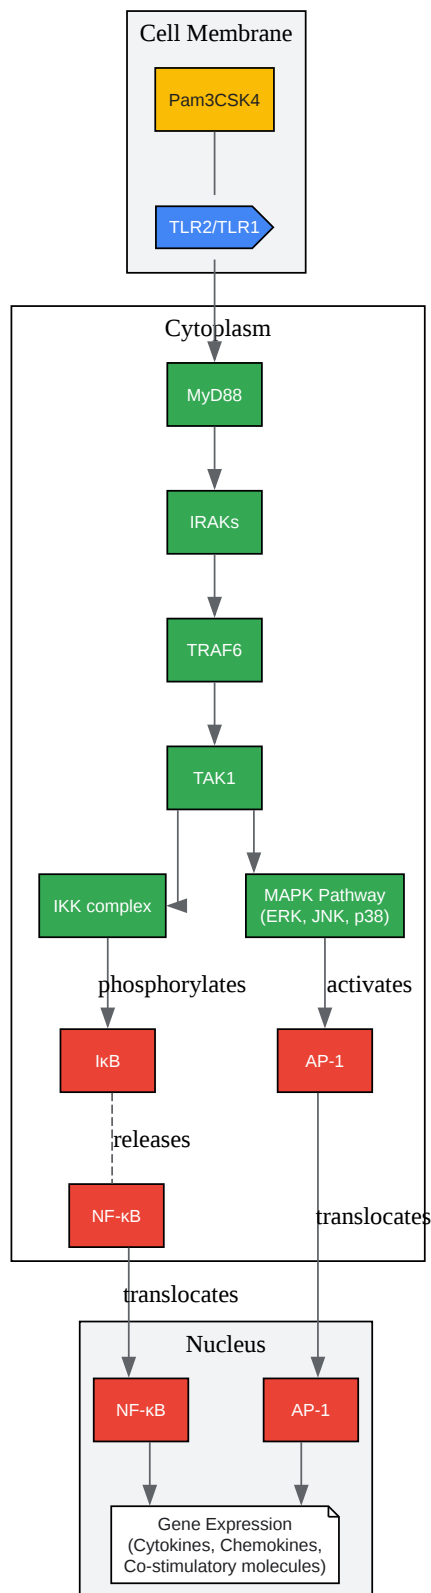 Cell Membrane
Pam3CSK4
TLR2/TLR1
Cytoplasm
MyD88
IRAKs
TRAF6
TAK1
IKK complex
MAPK Pathway
(ERK, JNK, p38)
phosphorylates
activates
IκB
AP-1
releases
NF-κB
translocates
translocates
Nucleus
NF-κB
AP-1
Gene Expression
(Cytokines, Chemokines,
Co-stimulatory molecules)